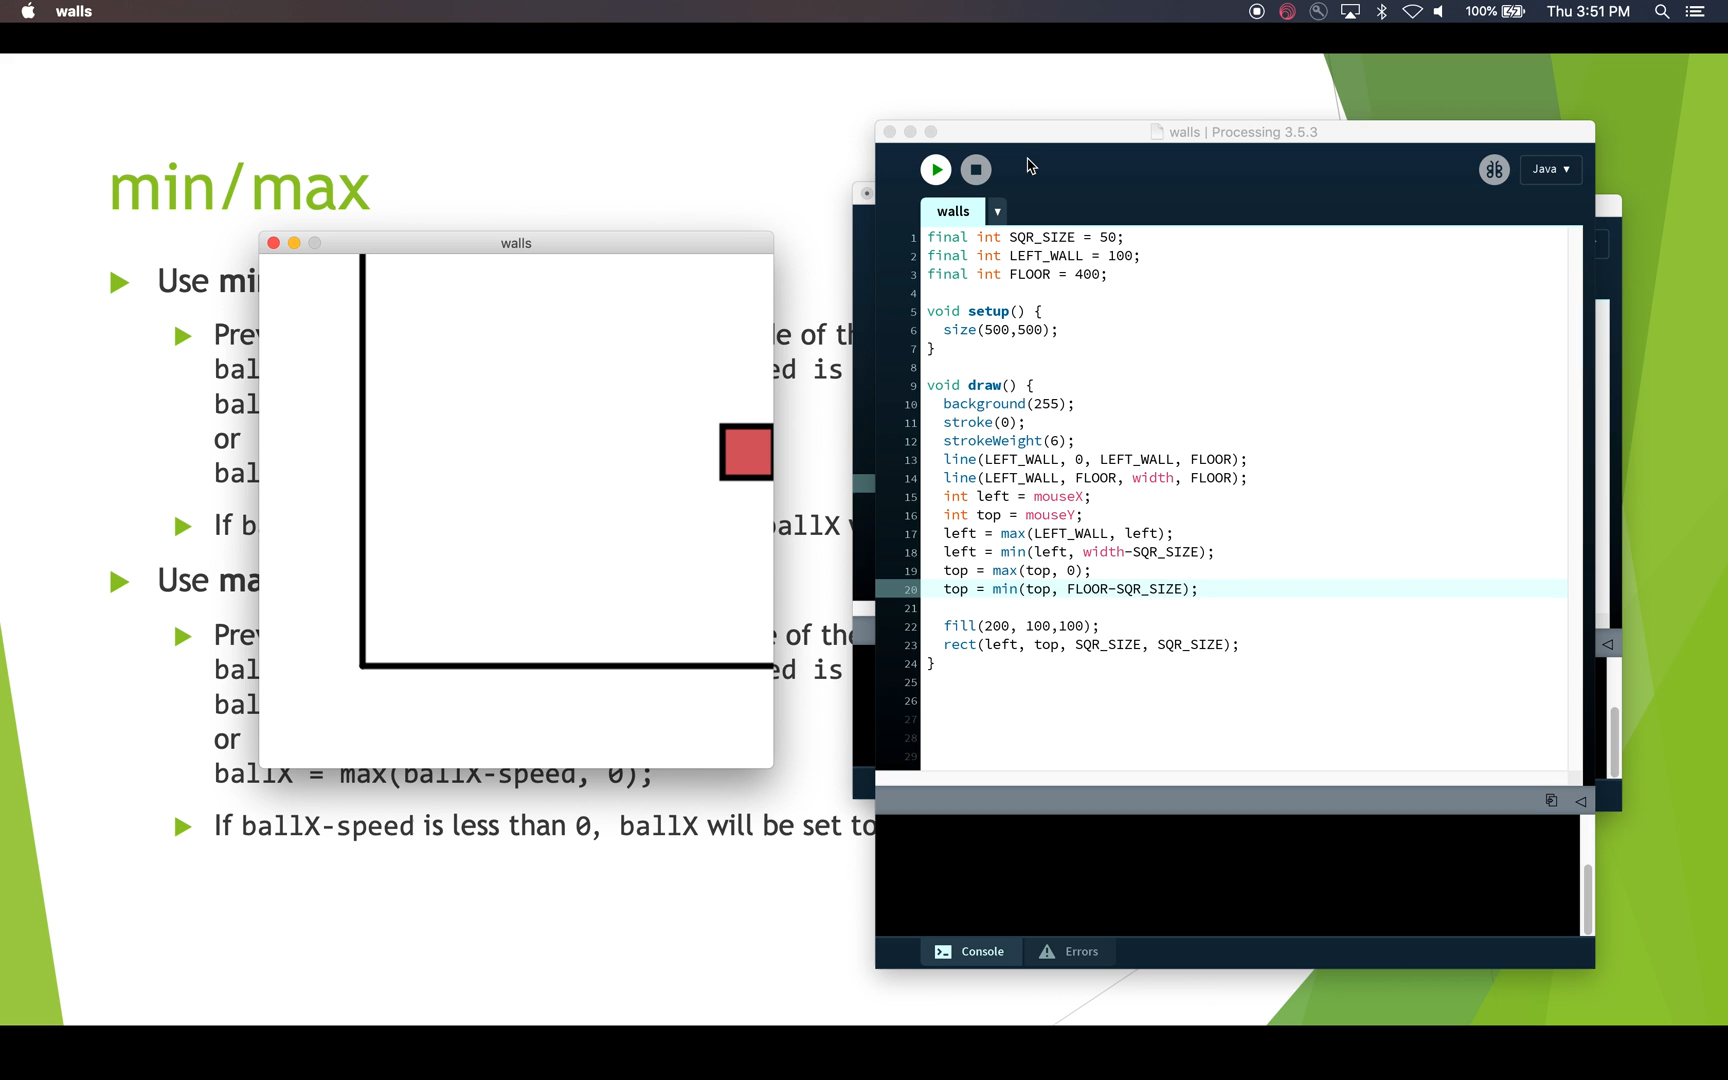 walls
100%
Thu 3:51 PM
min/max
Use mi
Pre
e of th
bal
ed is
bal
or
bal
If b
allX
Use ma
Pre
e of the
bal
ed is
bal
or
ballX = max(ballX-speed, 0);
If ballX-speed is less than 0, ballX will be set to
walls
walls | Processing 3.5.3
Java ▾
walls ▾
1 final int SQR_SIZE = 50;
2 final int LEFT_WALL = 100;
3 final int FLOOR = 400;
4
5 void setup() {
6   size(500,500);
7 }
8
9 void draw() {
10   background(255);
11   stroke(0);
12   strokeWeight(6);
13   line(LEFT_WALL, 0, LEFT_WALL, FLOOR);
14   line(LEFT_WALL, FLOOR, width, FLOOR);
15   int left = mouseX;
16   int top = mouseY;
17   left = max(LEFT_WALL, left);
18   left = min(left, width-SQR_SIZE);
19   top = max(top, 0);
20   top = min(top, FLOOR-SQR_SIZE);
21
22   fill(200, 100,100);
23   rect(left, top, SQR_SIZE, SQR_SIZE);
24 }
25
26
27
28
29
Console
Errors